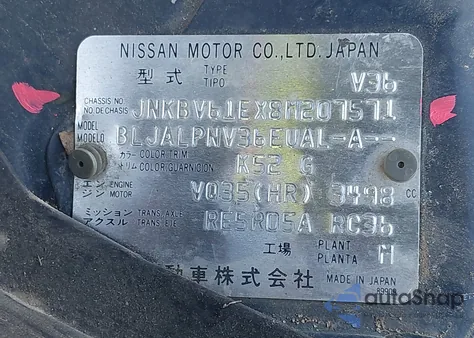 NISSAN MOTOR CO.,LTD. JAPAN
型式 TYPE TIPO V36
CHASSIS NO NO DE CHASIS JNKBV61EX8M207571
MODEL MODELO BLJALPNV36EUAL-A--
カラー COLOR TRIM トリム COLOR GUARNICION K52 G
エンジン ENGINE MOTOR VQ35(HR) 3498 CC
ミッション TRANS. アクスル TRANS. AXLE EJE RE5R05A RC36
工場 PLANT PLANTA M
動車株式会社 MADE IN JAPAN
autoSnap